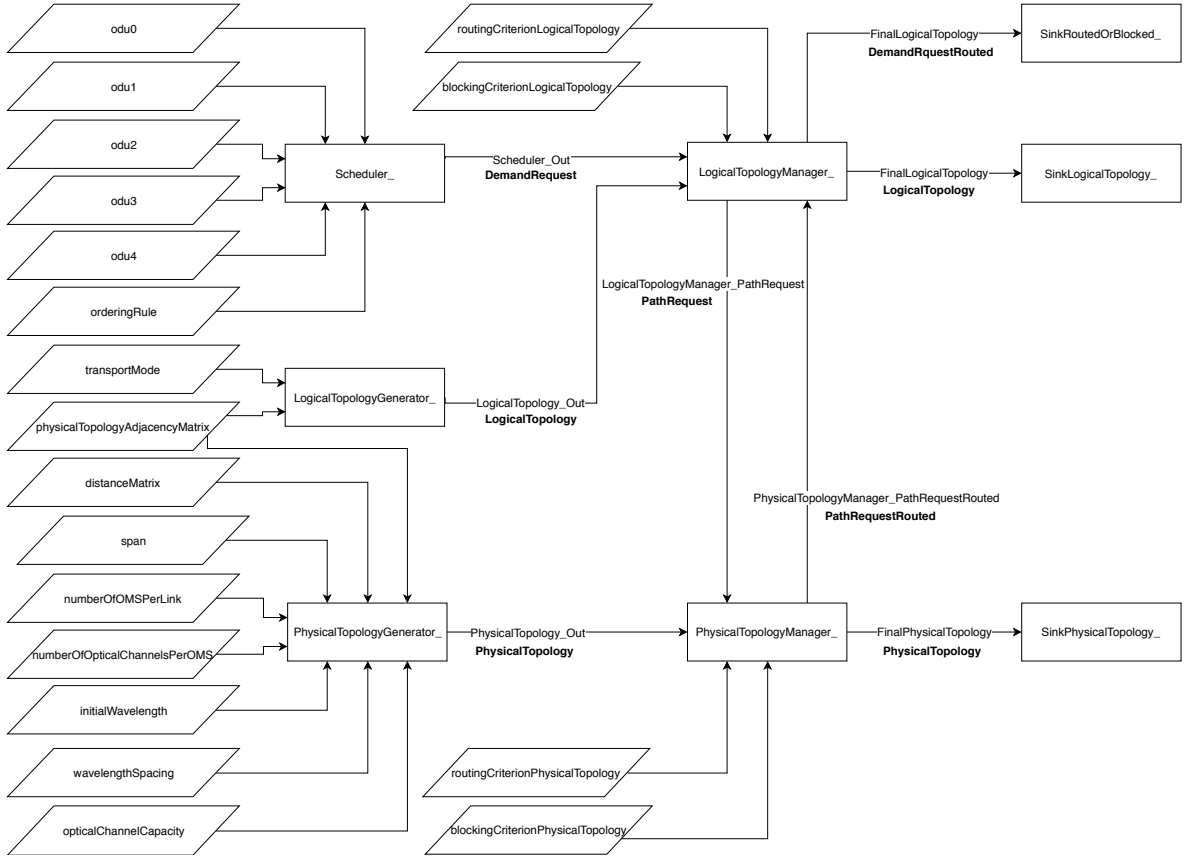 odu0
odu1
odu2
odu3
odu4
orderingRule
transportMode
physicalTopologyAdjacencyMatrix
distanceMatrix
span
numberOfOMSPerLink
numberOfOpticalChannelsPerOMS
initialWavelength
wavelengthSpacing
opticalChannelCapacity
Scheduler_
LogicalTopologyGenerator_
PhysicalTopologyGenerator_
routingCriterionLogicalTopology
blockingCriterionLogicalTopology
Scheduler_Out
DemandRequest
LogicalTopology_Out
LogicalTopology
PhysicalTopology_Out
PhysicalTopology
routingCriterionPhysicalTopology
blockingCriterionPhysicalTopology
LogicalTopologyManager_
LogicalTopologyManager_PathRequest
PathRequest
PhysicalTopologyManager_PathRequestRouted
PathRequestRouted
PhysicalTopologyManager_
FinalLogicalTopology
DemandRquestRouted
FinalLogicalTopology
LogicalTopology
FinalPhysicalTopology
PhysicalTopology
SinkRoutedOrBlocked_
SinkLogicalTopology_
SinkPhysicalTopology_